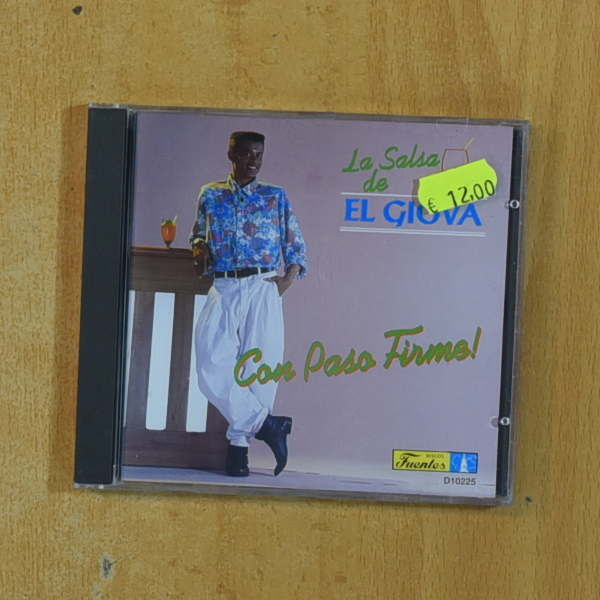 La Salsa
de
EL GIOVA
€ 12,00
Con Paso Firme!
DISCOS
Fuentes
D10225